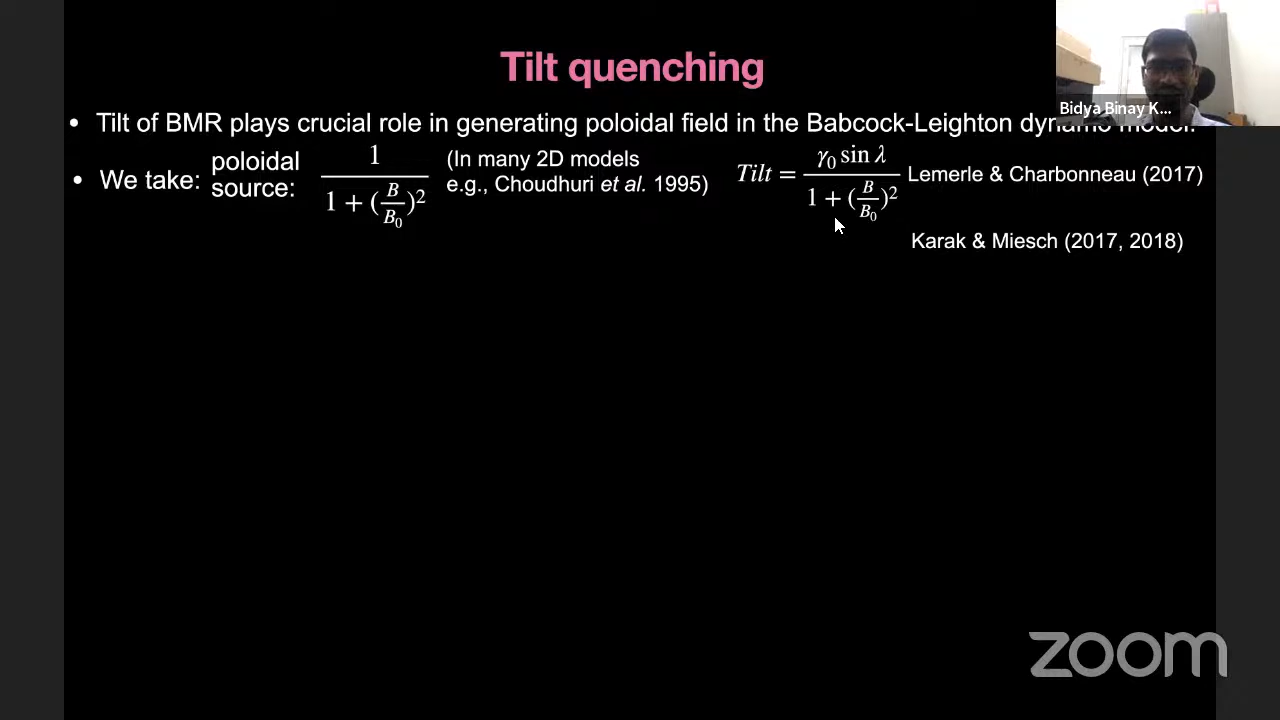 Tilt quenching
Bidya Binay K...
• Tilt of BMR plays crucial role in generating poloidal field in the Babcock-Leighton dynamo model.
• We take: poloidal source: 1 / 1 + (B/B₀)² (In many 2D models e.g., Choudhuri et al. 1995) Tilt = γ₀ sin λ / 1 + (B/B₀)² Lemerle & Charbonneau (2017)
Karak & Miesch (2017, 2018)
zoom